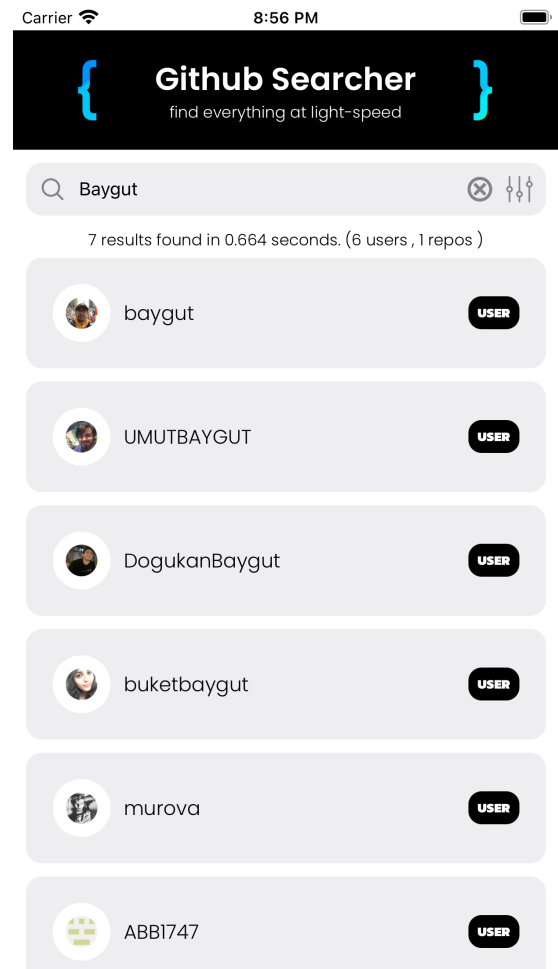 Carrier 8:56 PM
{ Github Searcher }
find everything at light-speed
Baygut
7 results found in 0.664 seconds. (6 users , 1 repos )
baygut USER
UMUTBAYGUT USER
DogukanBaygut USER
buketbaygut USER
murova USER
ABB1747 USER